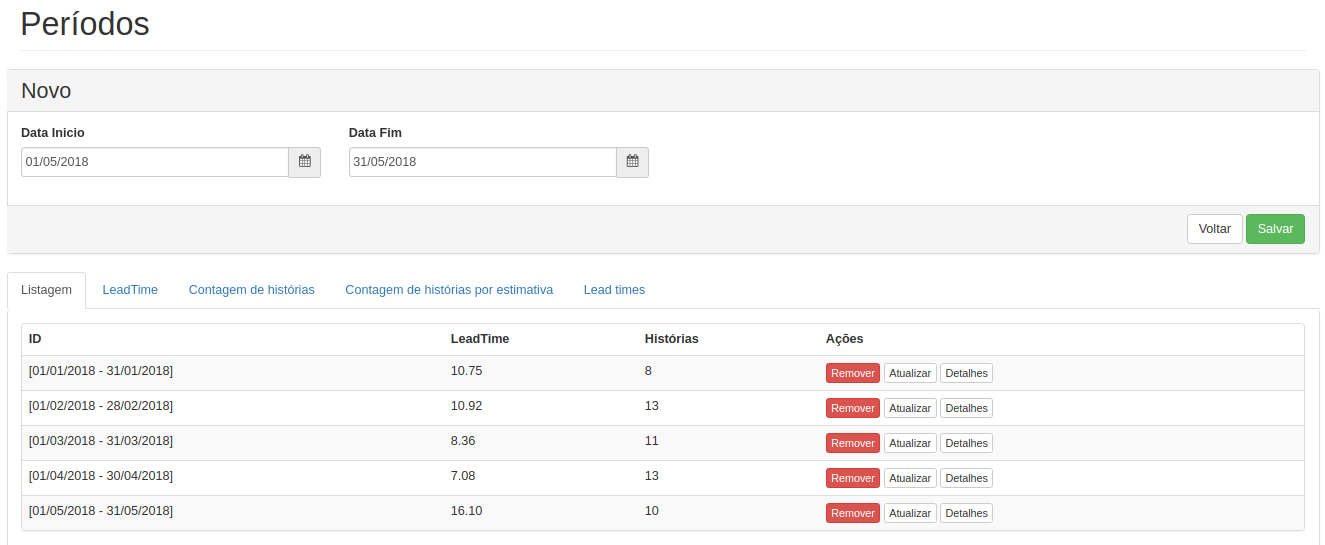 Períodos
Novo
Data Inicio Data Fim
01/05/2018 31/05/2018
Voltar Salvar
Listagem LeadTime Contagem de histórias Contagem de histórias por estimativa Lead times
ID LeadTime Histórias Ações
[01/01/2018 - 31/01/2018] 10.75 8 Remover Atualizar Detalhes
[01/02/2018 - 28/02/2018] 10.92 13 Remover Atualizar Detalhes
[01/03/2018 - 31/03/2018] 8.36 11 Remover Atualizar Detalhes
[01/04/2018 - 30/04/2018] 7.08 13 Remover Atualizar Detalhes
[01/05/2018 - 31/05/2018] 16.10 10 Remover Atualizar Detalhes